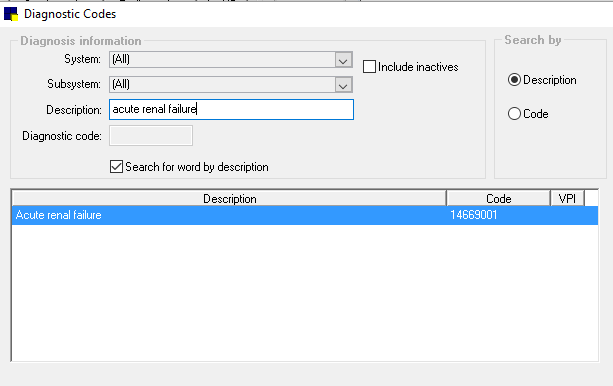 Diagnostic Codes
Diagnosis information
System: (All)
Include inactives
Subsystem: (All)
Description: acute renal failure
Diagnostic code:
Search for word by description
Search by
Description
Code
Description Code VPI
Acute renal failure 14669001